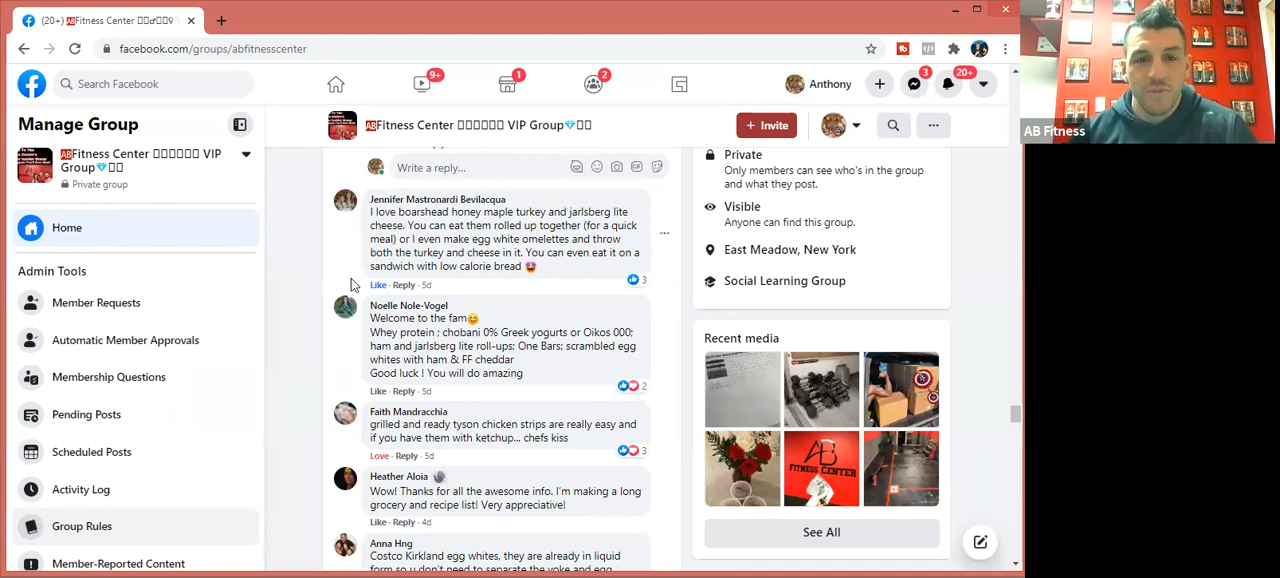 (20+) 🆎Fitness Center ▯▯♂▯▯♀ V
facebook.com/groups/abfitnesscenter
Search Facebook
9+
1
2
Anthony
3
20+
Manage Group
🆎Fitness Center ▯▯▯▯▯▯ VIP
Group💎▯▯
Private group
Home
Admin Tools
Member Requests
Automatic Member Approvals
Membership Questions
Pending Posts
Scheduled Posts
Activity Log
Group Rules
Member-Reported Content
🆎Fitness Center ▯▯▯▯▯▯ VIP Group💎▯▯
+ Invite
Write a reply...
GIF
Jennifer Mastronardi Bevilacqua
I love boarshead honey maple turkey and jarlsberg lite
cheese. You can eat them rolled up together (for a quick
meal) or I even make egg white omelettes and throw
both the turkey and cheese in it. You can even eat it on a
sandwich with low calorie bread 🤩
3
Like · Reply · 5d
Noelle Nole-Vogel
Welcome to the fam😊
Whey protein ; chobani 0% Greek yogurts or Oikos 000;
ham and jarlsberg lite roll-ups; One Bars; scrambled egg
whites with ham & FF cheddar
Good luck ! You will do amazing
2
Like · Reply · 5d
Faith Mandracchia
grilled and ready tyson chicken strips are really easy and
if you have them with ketchup... chefs kiss
3
Love · Reply · 5d
Heather Aloia 👋
Wow! Thanks for all the awesome info. I'm making a long
grocery and recipe list! Very appreciative!
Like · Reply · 4d
Anna Hng
Costco Kirkland egg whites, they are already in liquid
form so u don't need to separate the yoke and egg
Private
Only members can see who's in the group
and what they post.
Visible
Anyone can find this group.
East Meadow, New York
Social Learning Group
Recent media
AB
FITNESS CENTER
See All
AB Fitness